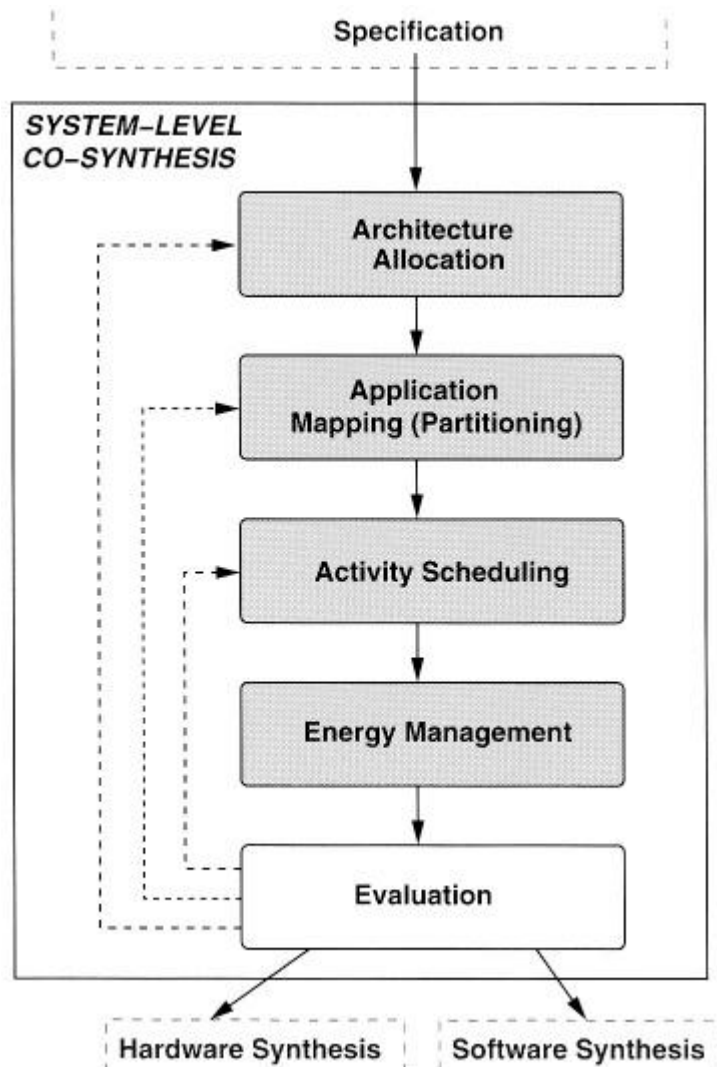 Specification
SYSTEM–LEVEL
CO–SYNTHESIS
Architecture
Allocation
Application
Mapping (Partitioning)
Activity Scheduling
Energy Management
Evaluation
Hardware Synthesis
Software Synthesis